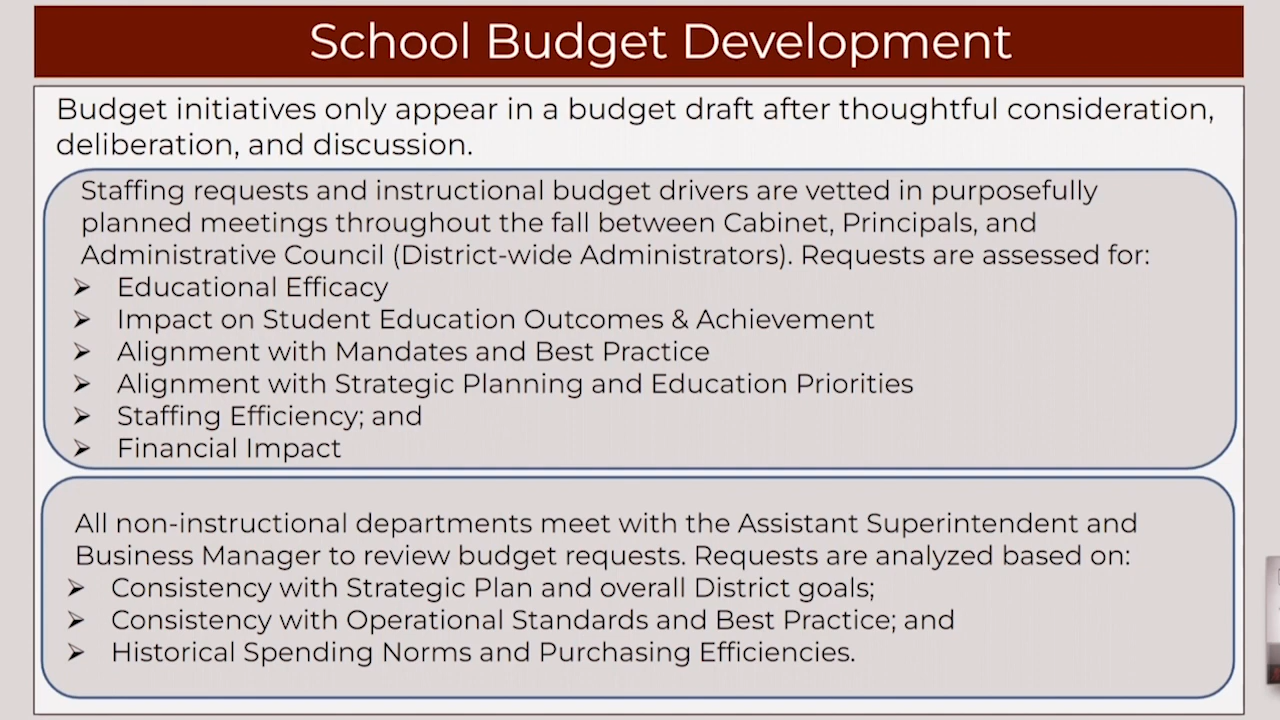 School Budget Development
Budget initiatives only appear in a budget draft after thoughtful consideration,
deliberation, and discussion.
Staffing requests and instructional budget drivers are vetted in purposefully
planned meetings throughout the fall between Cabinet, Principals, and
Administrative Council (District-wide Administrators). Requests are assessed for:
➢ Educational Efficacy
➢ Impact on Student Education Outcomes & Achievement
➢ Alignment with Mandates and Best Practice
➢ Alignment with Strategic Planning and Education Priorities
➢ Staffing Efficiency; and
➢ Financial Impact
All non-instructional departments meet with the Assistant Superintendent and
Business Manager to review budget requests. Requests are analyzed based on:
➢ Consistency with Strategic Plan and overall District goals;
➢ Consistency with Operational Standards and Best Practice; and
➢ Historical Spending Norms and Purchasing Efficiencies.